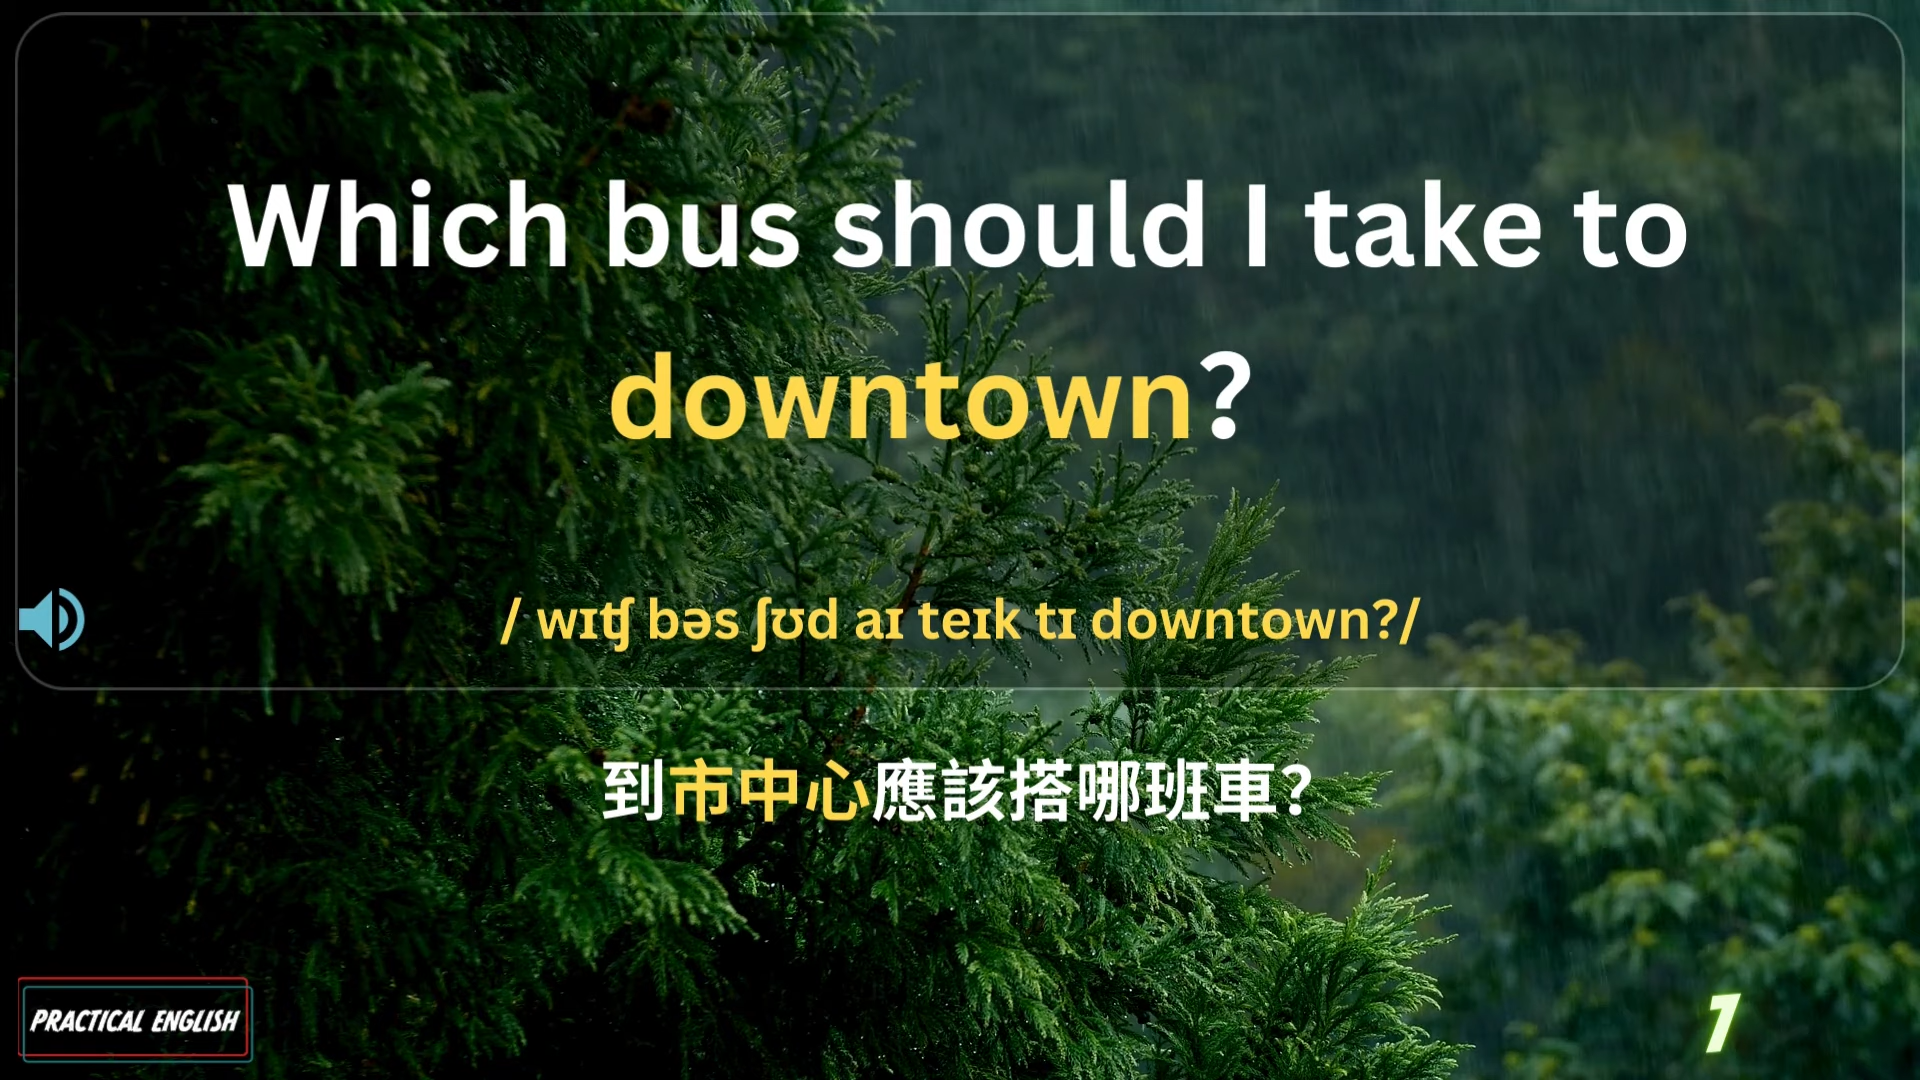 Which bus should I take to
downtown?
/ wɪʧ bəs ʃʊd aɪ teɪk tɪ downtown?/
到市中心應該搭哪班車?
PRACTICAL ENGLISH
1